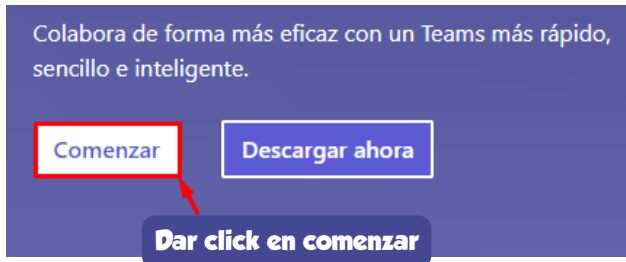 Colabora de forma más eficaz con un Teams más rápido,
sencillo e inteligente.
Comenzar
Descargar ahora
Dar click en comenzar